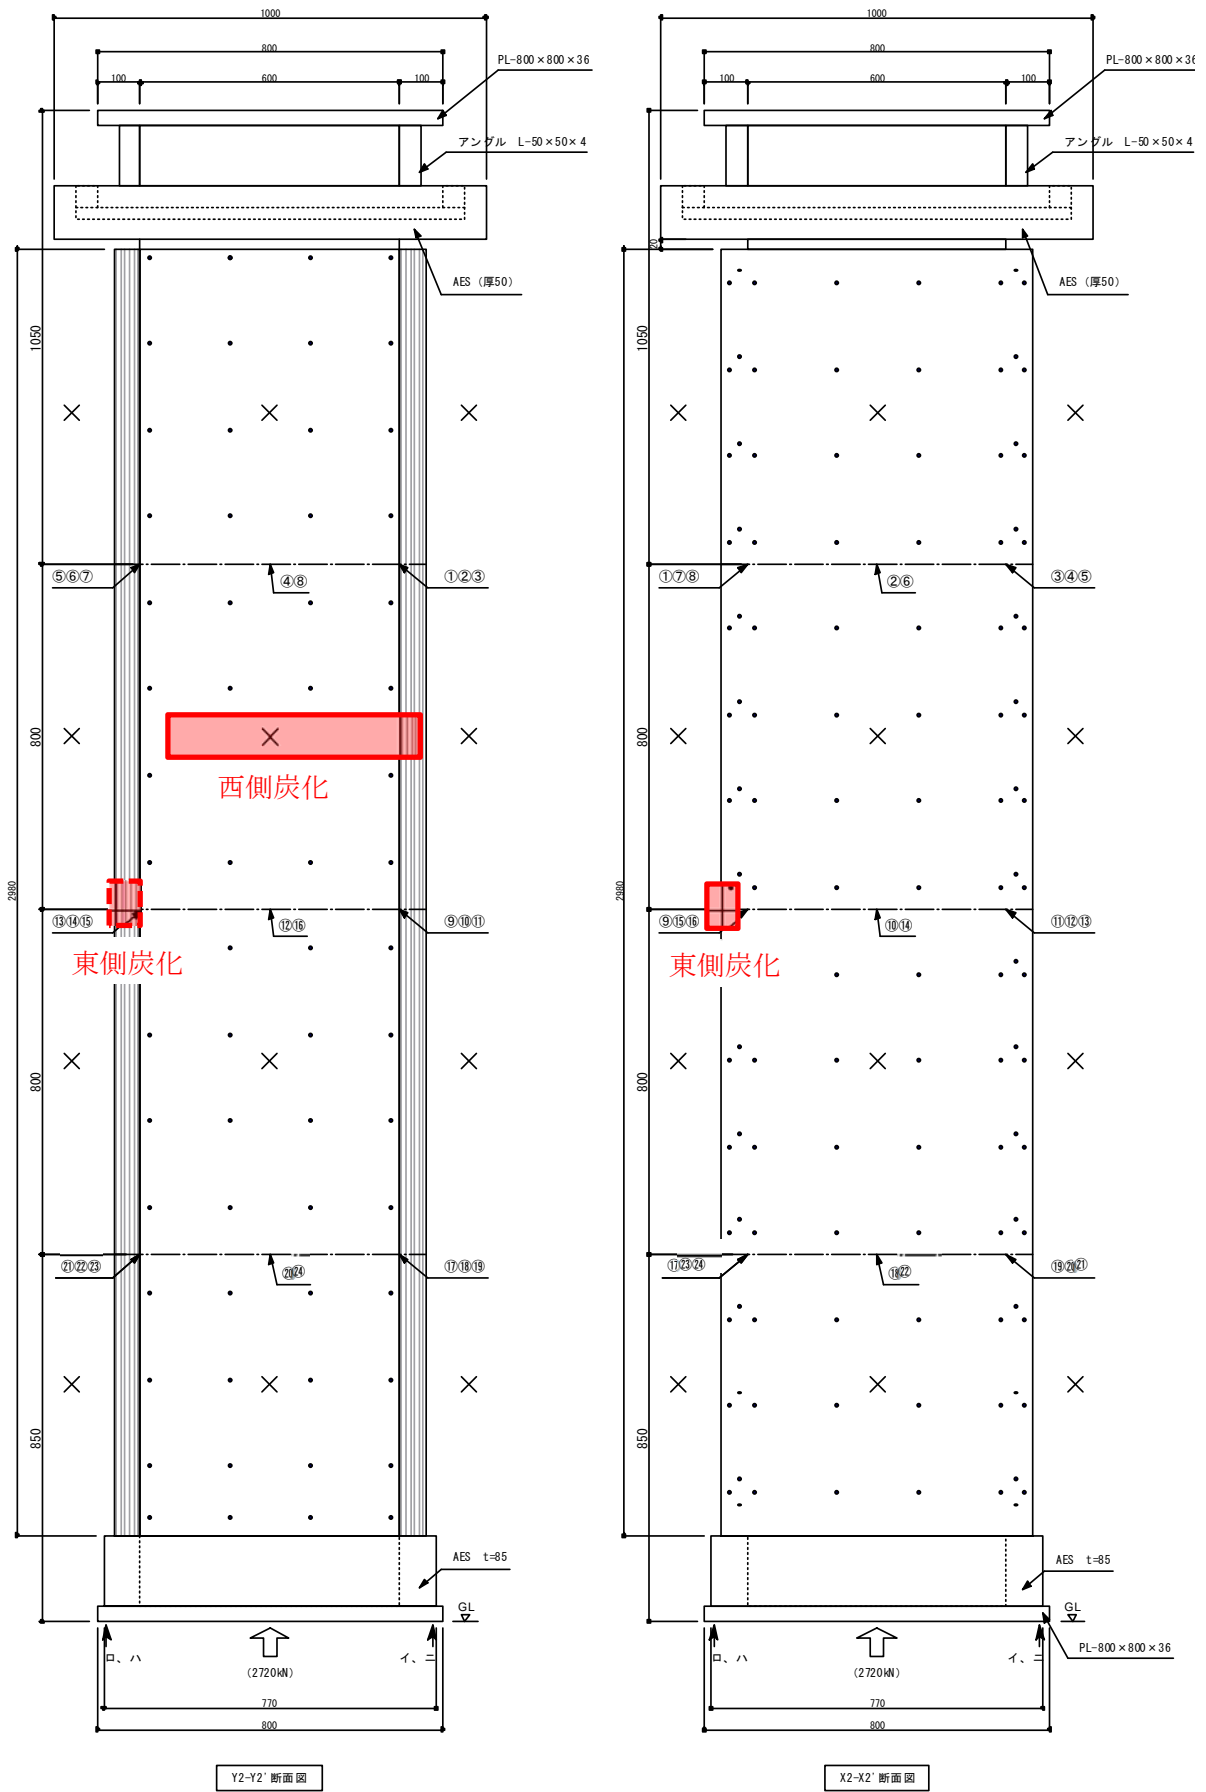 1000
800
100
600
100
PL-800×800×36
アングル L-50×50×4
AES (厚50)
1050
⑤⑥⑦
④⑧
①②③
800
西側炭化
2980
⑬⑭⑮
⑫⑯
⑨⑩⑪
東側炭化
800
㉑㉒㉓
⑳㉔
⑰⑱⑲
850
AES t=85
GL
ロ、ハ
(2720kN)
イ、ニ
770
800
Y2-Y2'断面図
1000
800
100
600
100
PL-800×800×36
アングル L-50×50×4
20
AES (厚50)
1050
①⑦⑧
②⑥
③④⑤
800
2980
⑨⑮⑯
⑩⑭
⑪⑫⑬
東側炭化
800
⑰㉓㉔
⑱㉒
⑲⑳㉑
850
AES t=85
GL
ロ、ハ
(2720kN)
イ、ニ
PL-800×800×36
770
800
X2-X2'断面図